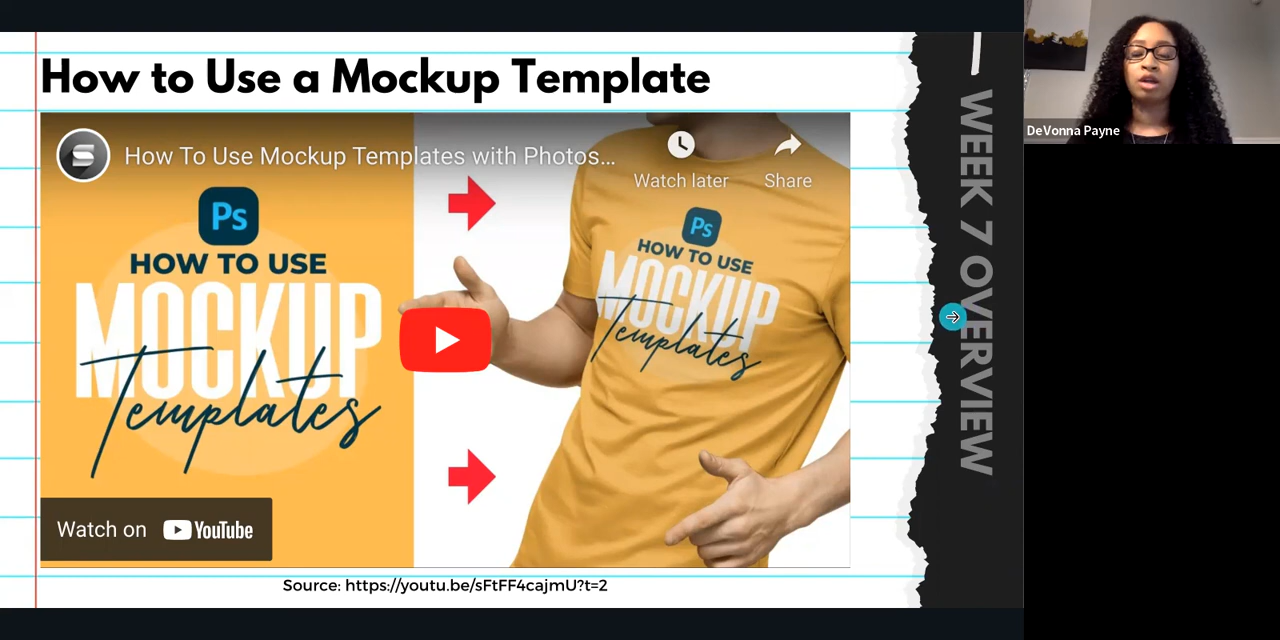 How to Use a Mockup Template
How To Use Mockup Templates with Photos...
Watch later
Share
Ps
HOW TO USE
MOCKUP
Templates
Ps
HOW TO USE
MOCKUP
Templates
Watch on YouTube
Source: https://youtu.be/sFtFF4cajmU?t=2
WEEK 7 OVERVIEW
DeVonna Payne